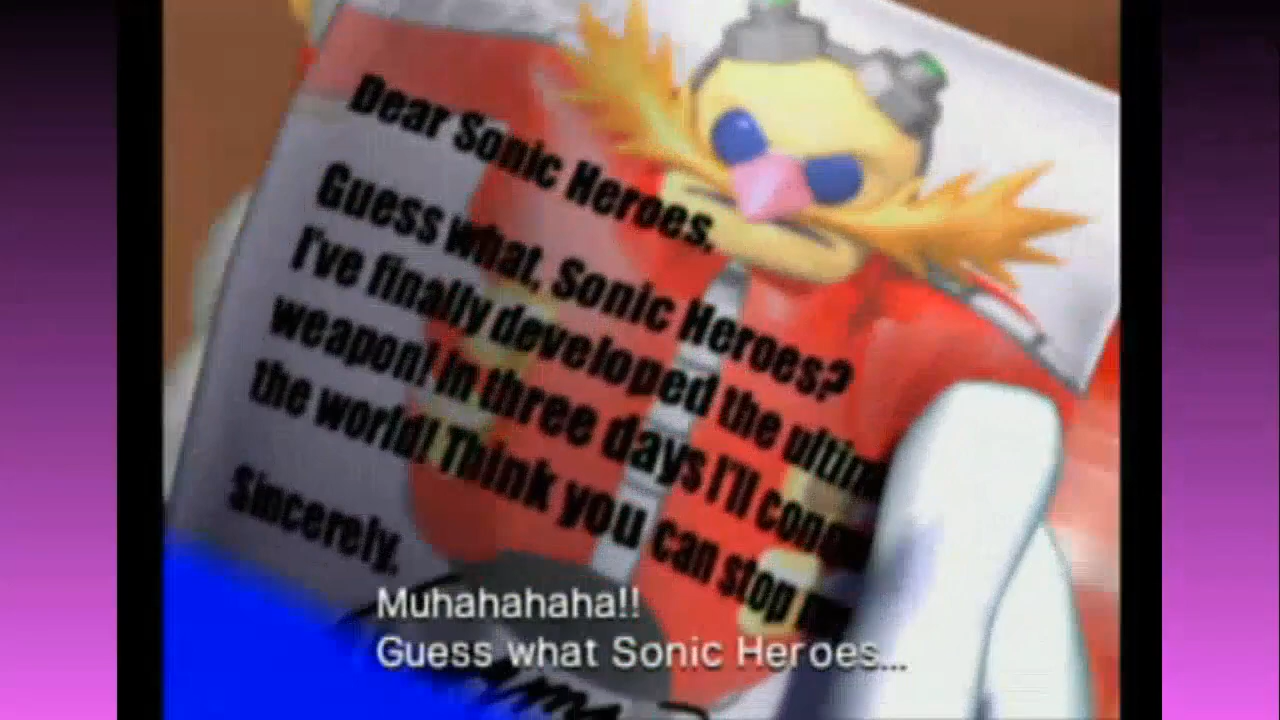 Dear Sonic Heroes,
Guess what, Sonic Heroes?
I've finally developed the
weapon! In three days I'll
the world! Think you can stop
Sincerely,
Muhahahaha!!
Guess what Sonic Heroes...